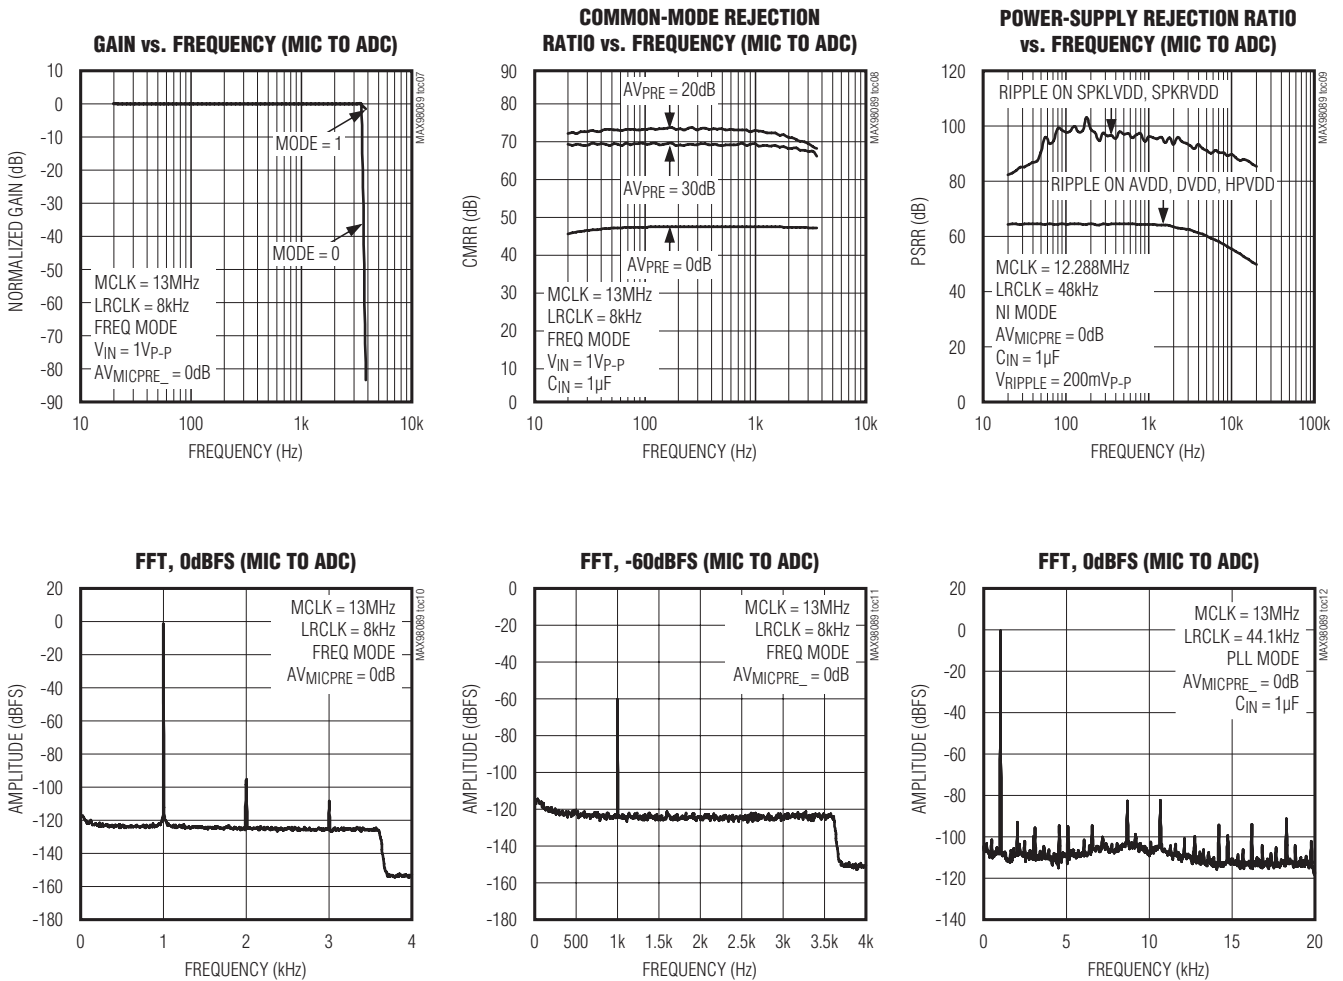 GAIN vs. FREQUENCY (MIC TO ADC)
10
0
-10
-20
-30
-40
-50
-60
-70
-80
-90
NORMALIZED GAIN (dB)
MAX98089 toc07
MODE = 1
MODE = 0
MCLK = 13MHz
LRCLK = 8kHz
FREQ MODE
VIN = 1VP-P
AVMICPRE_ = 0dB
10
100
1k
10k
FREQUENCY (Hz)
COMMON-MODE REJECTION
RATIO vs. FREQUENCY (MIC TO ADC)
90
80
70
60
50
40
30
20
10
0
CMRR (dB)
MAX98089 toc08
AVPRE = 20dB
AVPRE = 30dB
AVPRE = 0dB
MCLK = 13MHz
LRCLK = 8kHz
FREQ MODE
VIN = 1VP-P
CIN = 1µF
10
100
1k
10k
FREQUENCY (Hz)
POWER-SUPPLY REJECTION RATIO
vs. FREQUENCY (MIC TO ADC)
120
100
80
60
40
20
0
PSRR (dB)
MAX98089 toc09
RIPPLE ON SPKLVDD, SPKRVDD
RIPPLE ON AVDD, DVDD, HPVDD
MCLK = 12.288MHz
LRCLK = 48kHz
NI MODE
AVMICPRE = 0dB
CIN = 1µF
VRIPPLE = 200mVP-P
10
100
1k
10k
100k
FREQUENCY (Hz)
FFT, 0dBFS (MIC TO ADC)
20
0
-20
-40
-60
-80
-100
-120
-140
-160
-180
AMPLITUDE (dBFS)
MAX98089 toc10
MCLK = 13MHz
LRCLK = 8kHz
FREQ MODE
AVMICPRE = 0dB
0
1
2
3
4
FREQUENCY (kHz)
FFT, -60dBFS (MIC TO ADC)
0
-20
-40
-60
-80
-100
-120
-140
-160
-180
AMPLITUDE (dBFS)
MAX98089 toc11
MCLK = 13MHz
LRCLK = 8kHz
FREQ MODE
AVMICPRE_ = 0dB
0
500
1k
1.5k
2k
2.5k
3k
3.5k
4k
FREQUENCY (Hz)
FFT, 0dBFS (MIC TO ADC)
20
0
-20
-40
-60
-80
-100
-120
-140
AMPLITUDE (dBFS)
MAX98089 toc12
MCLK = 13MHz
LRCLK = 44.1kHz
PLL MODE
AVMICPRE_ = 0dB
CIN = 1µF
0
5
10
15
20
FREQUENCY (kHz)